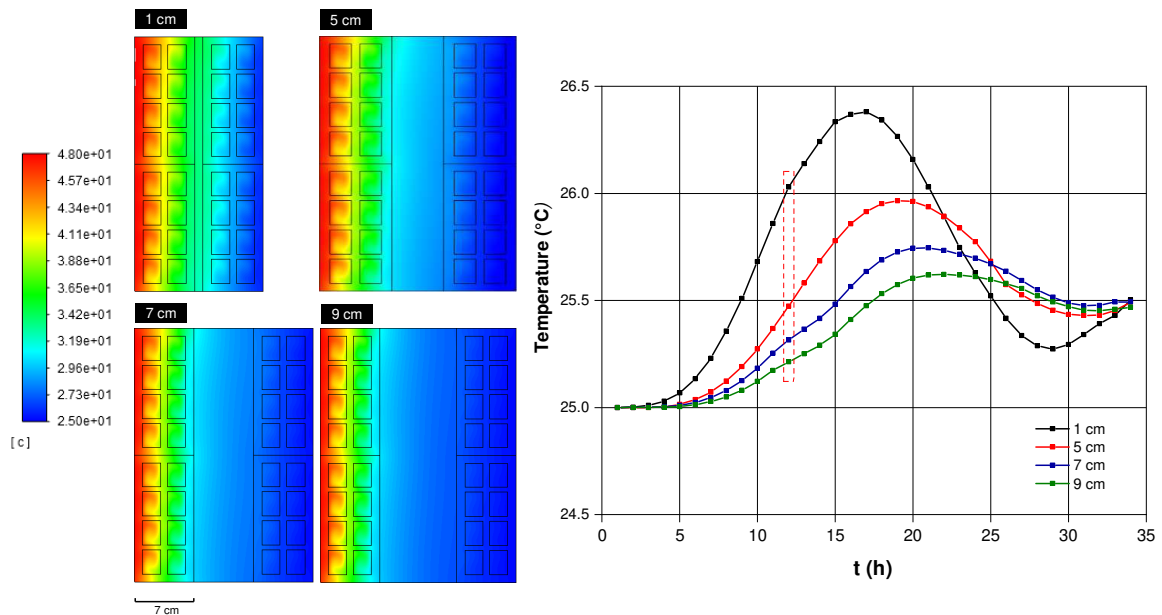 1 cm
5 cm
4.80e+01
4.57e+01
4.34e+01
4.11e+01
3.88e+01
3.65e+01
3.42e+01
3.19e+01
2.96e+01
2.73e+01
2.50e+01
[ c ]
7 cm
9 cm
7 cm
26.5
26.0
25.5
25.0
24.5
Temperature (°C)
0 5 10 15 20 25 30 35
t (h)
1 cm
5 cm
7 cm
9 cm